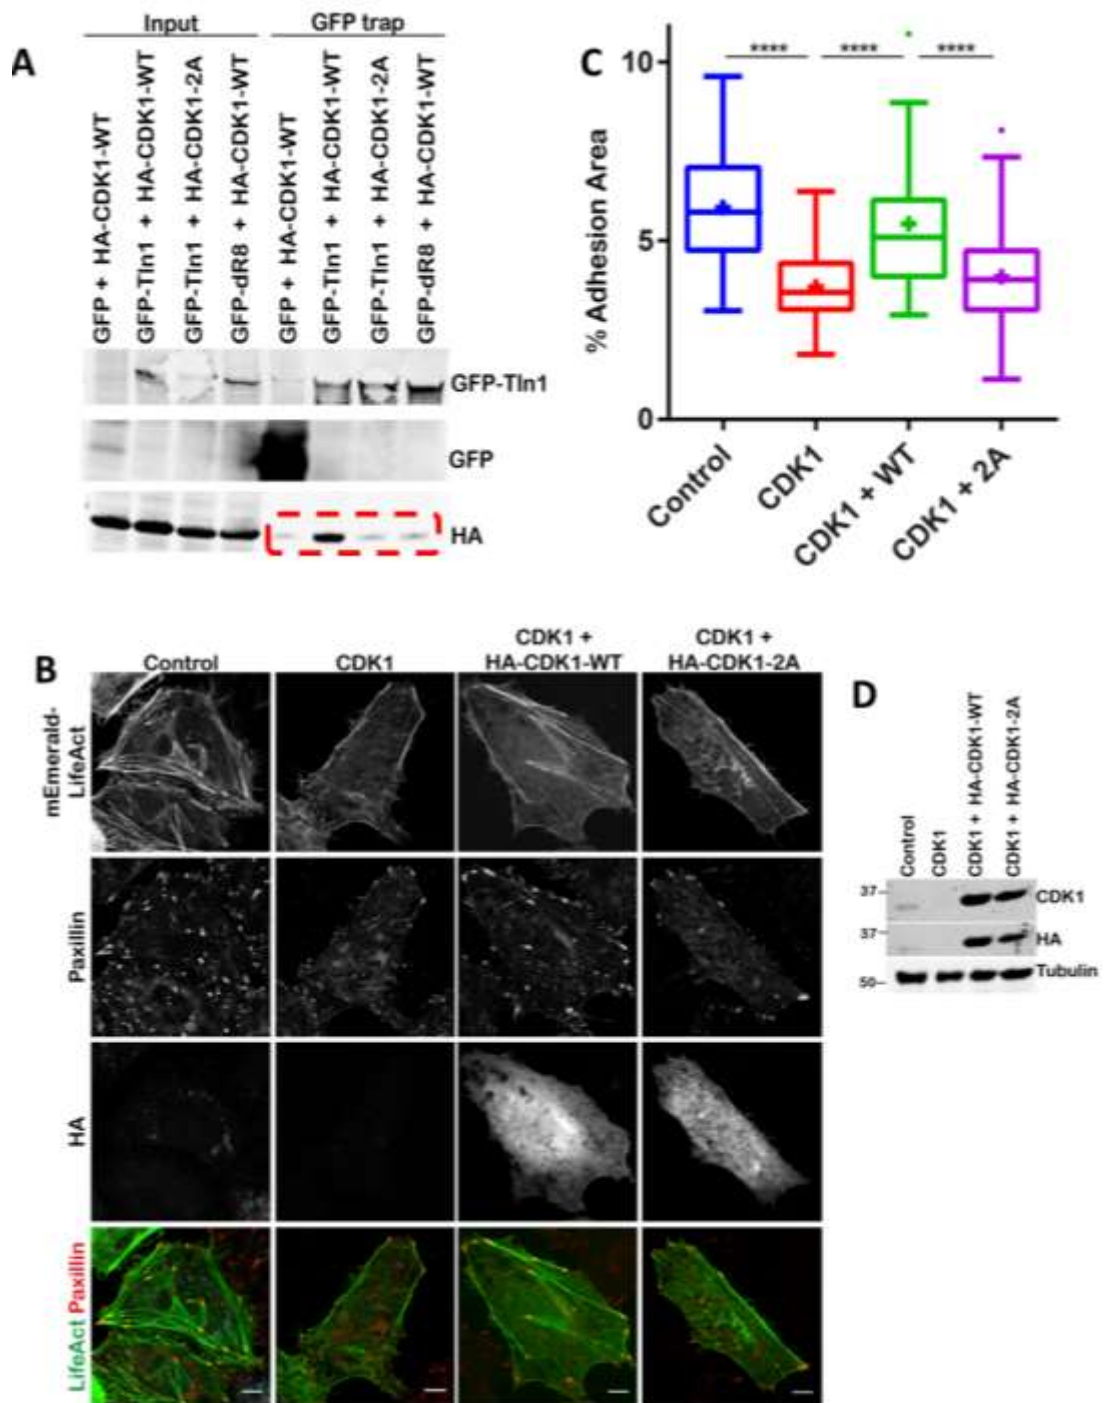 A
Input
GFP trap
GFP + HA-CDK1-WT
GFP-Tln1 + HA-CDK1-WT
GFP-Tln1 + HA-CDK1-2A
GFP-dR8 + HA-CDK1-WT
GFP + HA-CDK1-WT
GFP-Tln1 + HA-CDK1-WT
GFP-Tln1 + HA-CDK1-2A
GFP-dR8 + HA-CDK1-WT
GFP-Tln1
GFP
HA
C
**** **** ****
% Adhesion Area
10
5
0
Control
CDK1
CDK1 + WT
CDK1 + 2A
B
Control
CDK1
CDK1 +
HA-CDK1-WT
CDK1 +
HA-CDK1-2A
mEmerald-
LifeAct
Paxillin
HA
LifeAct Paxillin
D
Control
CDK1
CDK1 + HA-CDK1-WT
CDK1 + HA-CDK1-2A
37
CDK1
37
HA
50
Tubulin